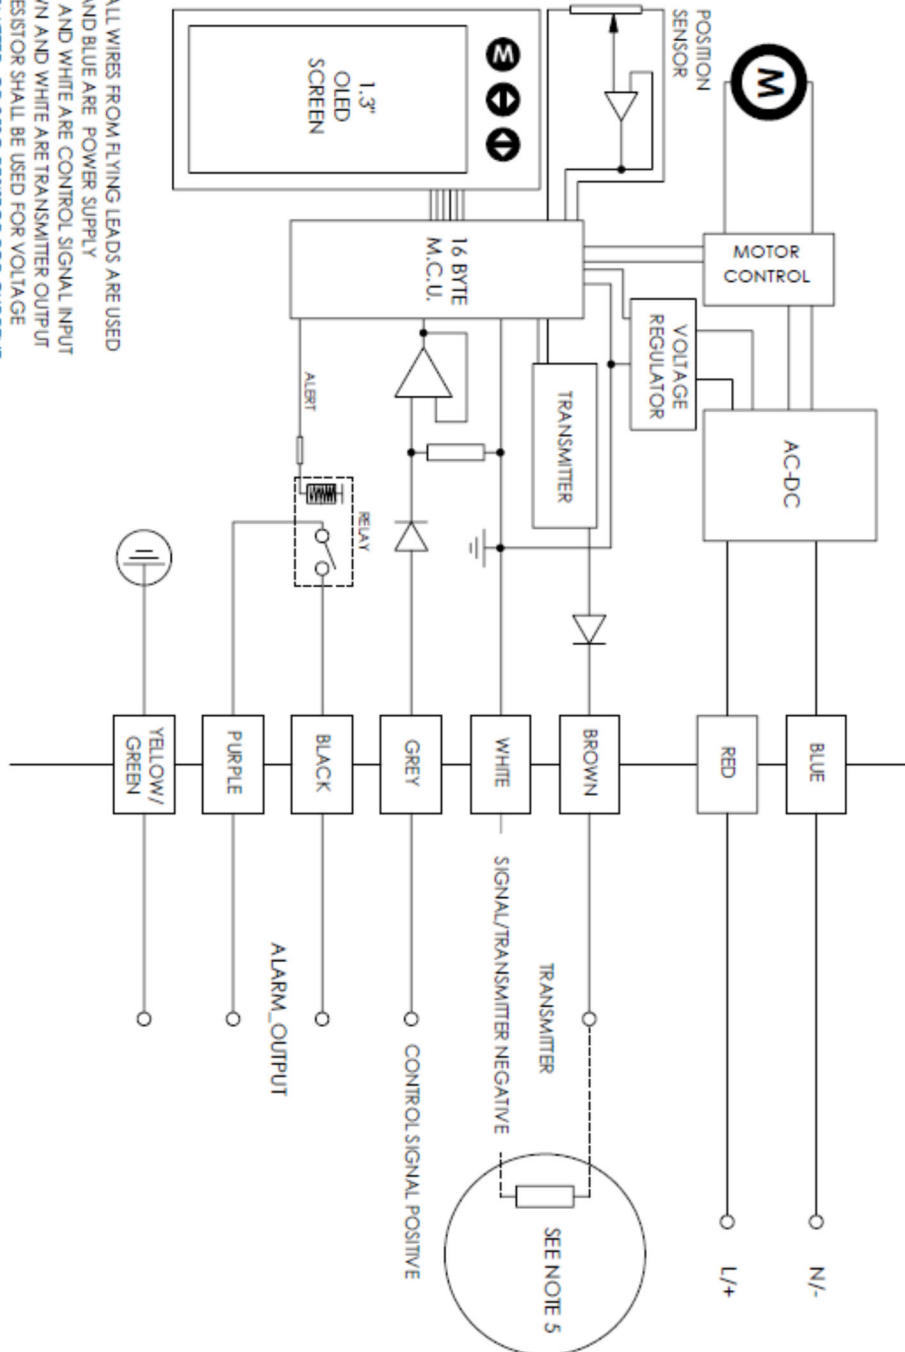 N/-
L/+
BLUE
RED
M
MOTOR
CONTROL
AC-DC
VOLTAGE
REGULATOR
POSITION
SENSOR
TRANSMITTER
BROWN
TRANSMITTER
SEE NOTE 5
WHITE
SIGNAL/TRANSMITTER NEGATIVE
M
16 BYTE
M.C.U.
GREY
CONTROL SIGNAL POSITIVE
1.3"
OLED
SCREEN
ALERT
RELAY
BLACK
ALARM_OUTPUT
PURPLE
YELLOW/
GREEN
ALL WIRES FROM FLYING LEADS ARE USED
AND BLUE ARE POWER SUPPLY
AND WHITE ARE CONTROL SIGNAL INPUT
AND WHITE ARE TRANSMITTER OUTPUT
SHALL BE USED FOR VOLTAGE